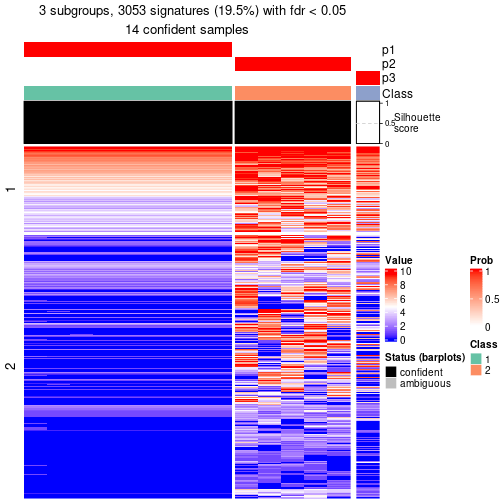 3 subgroups, 3053 signatures (19.5%) with fdr < 0.05
14 confident samples
p1
p2
p3
Class
1
0.5
0
Silhouette
score
1
2
Value
10
8
6
4
2
0
Prob
1
0.5
0
Status (barplots)
confident
ambiguous
Class
1
2